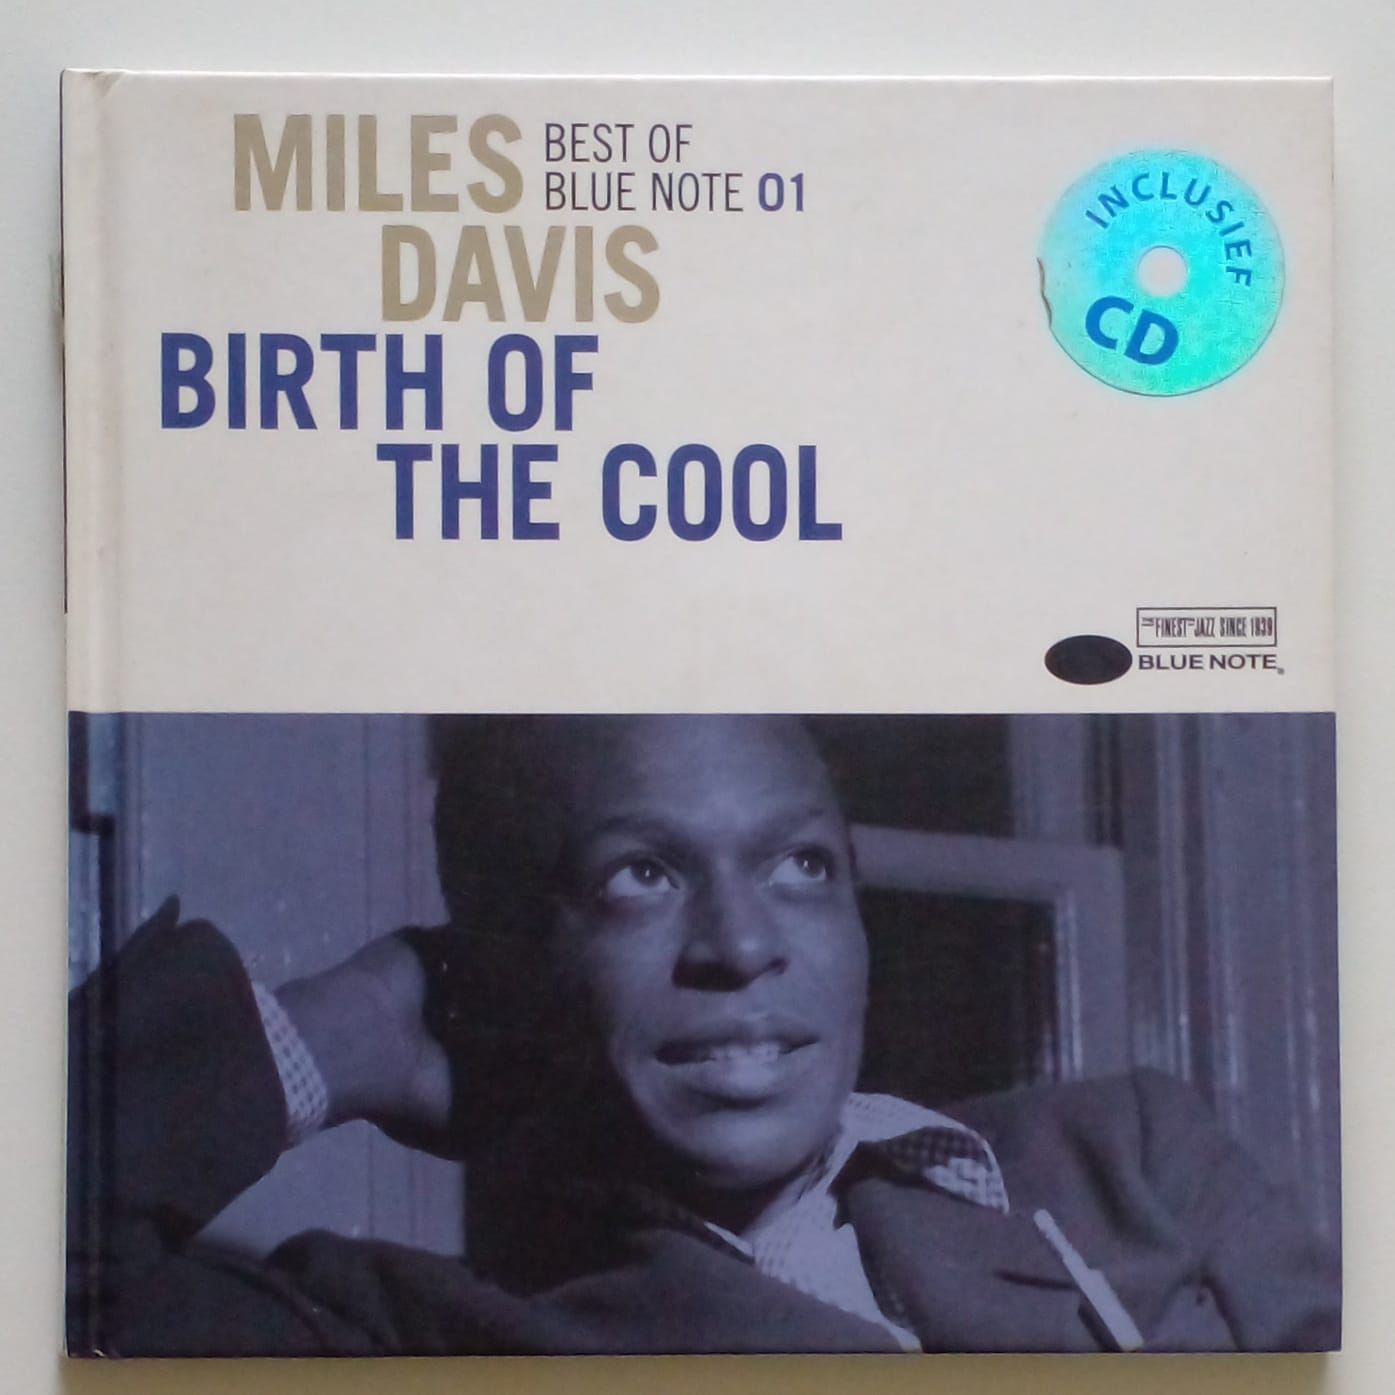 MILES
BEST OF
BLUE NOTE 01
DAVIS
BIRTH OF
THE COOL
INCLUSIEF
CD
THE FINEST IN JAZZ SINCE 1939
BLUE NOTE®